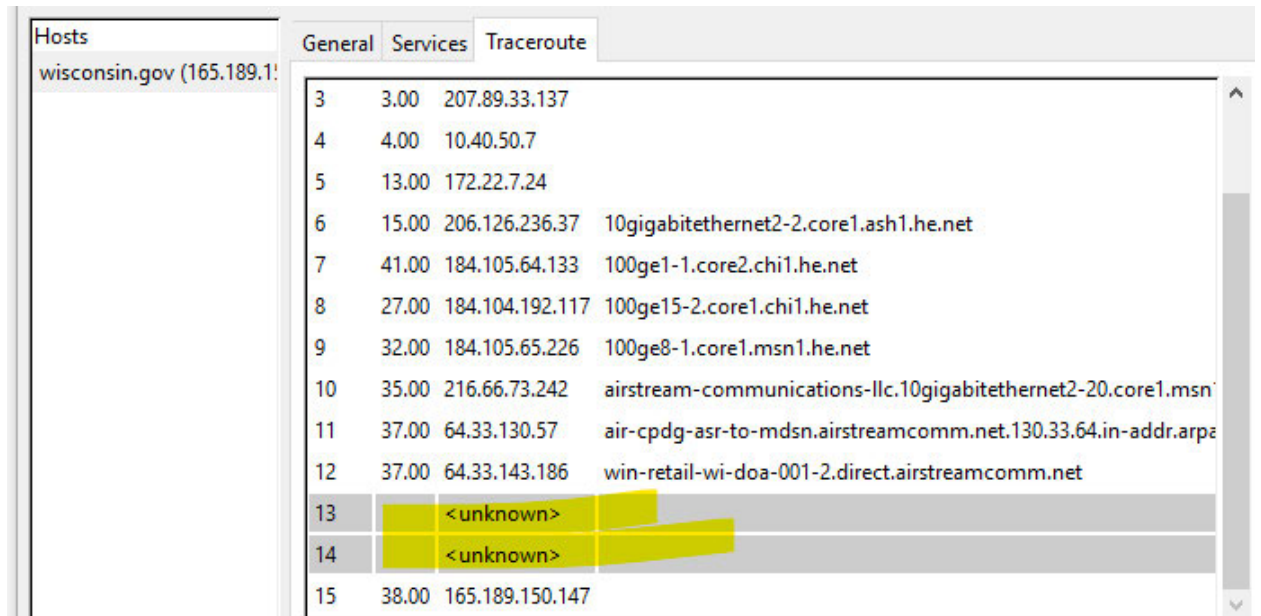 Hosts
General Services Traceroute
wisconsin.gov (165.189.1
3 3.00 207.89.33.137
4 4.00 10.40.50.7
5 13.00 172.22.7.24
6 15.00 206.126.236.37 10gigabitethernet2-2.core1.ash1.he.net
7 41.00 184.105.64.133 100ge1-1.core2.chi1.he.net
8 27.00 184.104.192.117 100ge15-2.core1.chi1.he.net
9 32.00 184.105.65.226 100ge8-1.core1.msn1.he.net
10 35.00 216.66.73.242 airstream-communications-llc.10gigabitethernet2-20.core1.msn
11 37.00 64.33.130.57 air-cpdg-asr-to-mdsn.airstreamcomm.net.130.33.64.in-addr.arpa
12 37.00 64.33.143.186 win-retail-wi-doa-001-2.direct.airstreamcomm.net
13 <unknown>
14 <unknown>
15 38.00 165.189.150.147